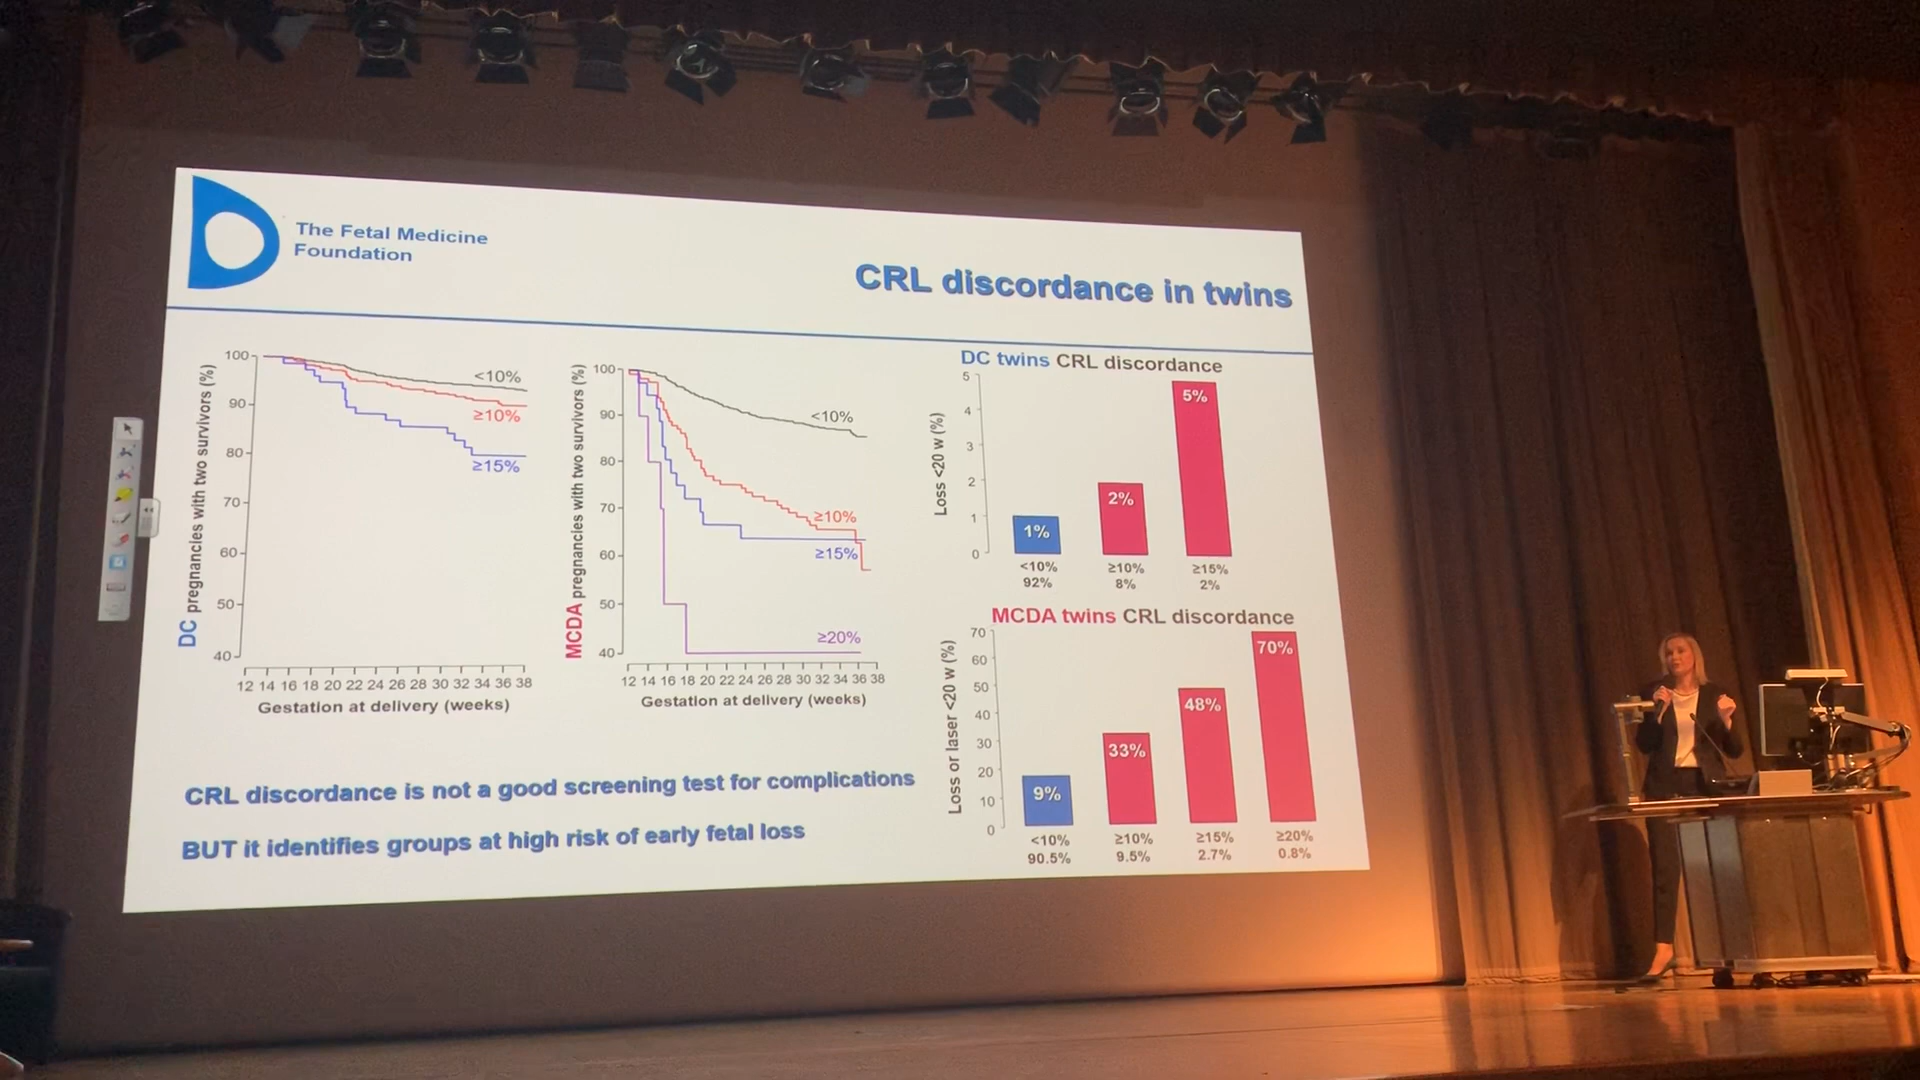 The Fetal Medicine
Foundation
CRL discordance in twins
DC pregnancies with two survivors (%)
100
90
80
70
60
50
40
<10%
≥10%
≥15%
12 14 16 18 20 22 24 26 28 30 32 34 36 38
Gestation at delivery (weeks)
MCDA pregnancies with two survivors (%)
100
90
80
70
60
50
40
<10%
≥10%
≥15%
≥20%
12 14 16 18 20 22 24 26 28 30 32 34 36 38
Gestation at delivery (weeks)
DC twins CRL discordance
Loss <20 w (%)
5
4
3
2
1
0
1%
2%
5%
<10% ≥10% ≥15%
92% 8% 2%
MCDA twins CRL discordance
Loss or laser <20 w (%)
70
60
50
40
30
20
10
0
9%
33%
48%
70%
<10% ≥10% ≥15% ≥20%
90.5% 9.5% 2.7% 0.8%
CRL discordance is not a good screening test for complications
BUT it identifies groups at high risk of early fetal loss